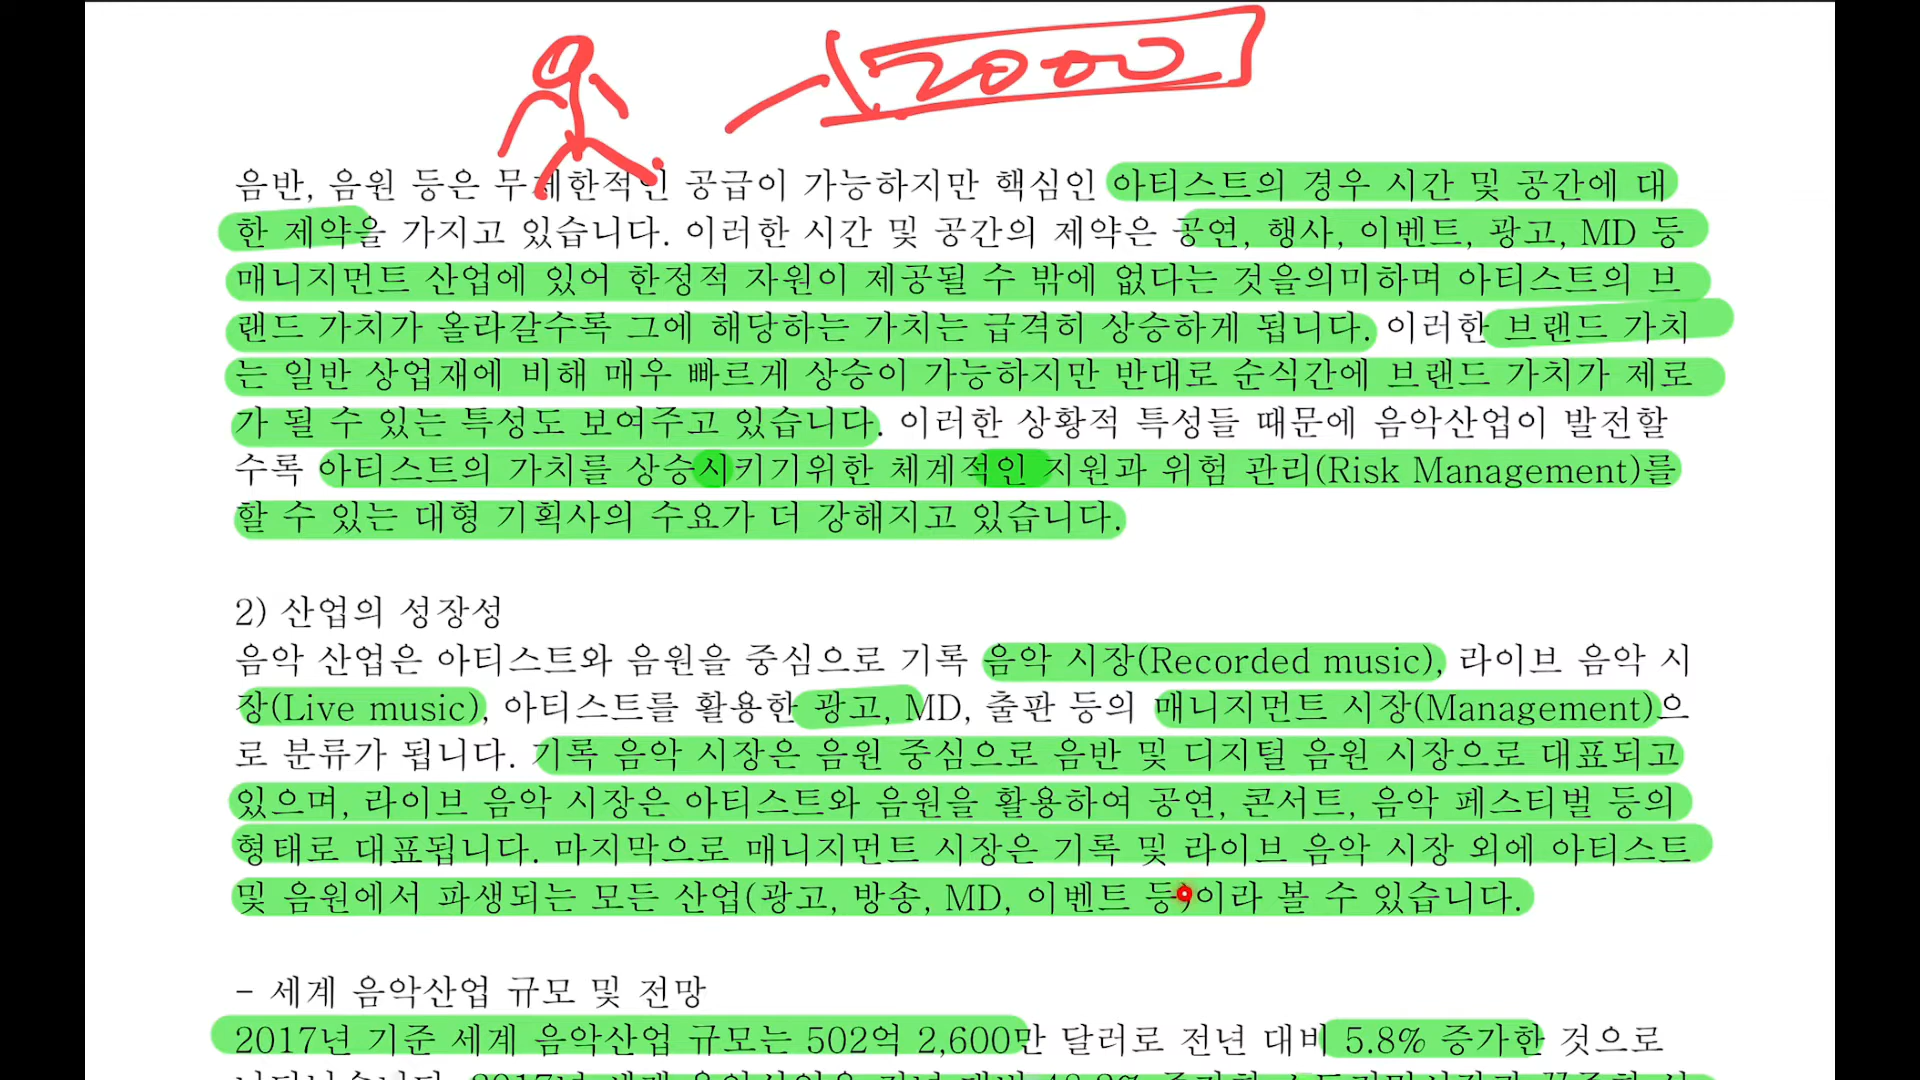 2000
음반, 음원 등은 무제한적인 공급이 가능하지만 핵심인 아티스트의 경우 시간 및 공간에 대
한 제약을 가지고 있습니다. 이러한 시간 및 공간의 제약은 공연, 행사, 이벤트, 광고, MD 등
매니지먼트 산업에 있어 한정적 자원이 제공될 수 밖에 없다는 것을의미하며 아티스트의 브
랜드 가치가 올라갈수록 그에 해당하는 가치는 급격히 상승하게 됩니다. 이러한 브랜드 가치
는 일반 상업재에 비해 매우 빠르게 상승이 가능하지만 반대로 순식간에 브랜드 가치가 제로
가 될 수 있는 특성도 보여주고 있습니다. 이러한 상황적 특성들 때문에 음악산업이 발전할
수록 아티스트의 가치를 상승시키기위한 체계적인 지원과 위험 관리(Risk Management)를
할 수 있는 대형 기획사의 수요가 더 강해지고 있습니다.
2) 산업의 성장성
음악 산업은 아티스트와 음원을 중심으로 기록 음악 시장(Recorded music), 라이브 음악 시
장(Live music), 아티스트를 활용한 광고, MD, 출판 등의 매니지먼트 시장(Management)으
로 분류가 됩니다. 기록 음악 시장은 음원 중심으로 음반 및 디지털 음원 시장으로 대표되고
있으며, 라이브 음악 시장은 아티스트와 음원을 활용하여 공연, 콘서트, 음악 페스티벌 등의
형태로 대표됩니다. 마지막으로 매니지먼트 시장은 기록 및 라이브 음악 시장 외에 아티스트
및 음원에서 파생되는 모든 산업(광고, 방송, MD, 이벤트 등)이라 볼 수 있습니다.
- 세계 음악산업 규모 및 전망
2017년 기준 세계 음악산업 규모는 502억 2,600만 달러로 전년 대비 5.8% 증가한 것으로